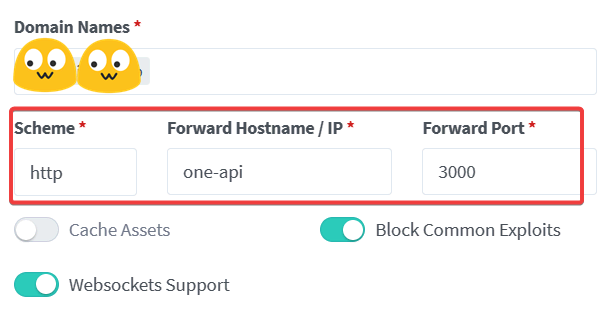 Domain Names *
Scheme * Forward Hostname / IP * Forward Port *
http one-api 3000
Cache Assets Block Common Exploits
Websockets Support